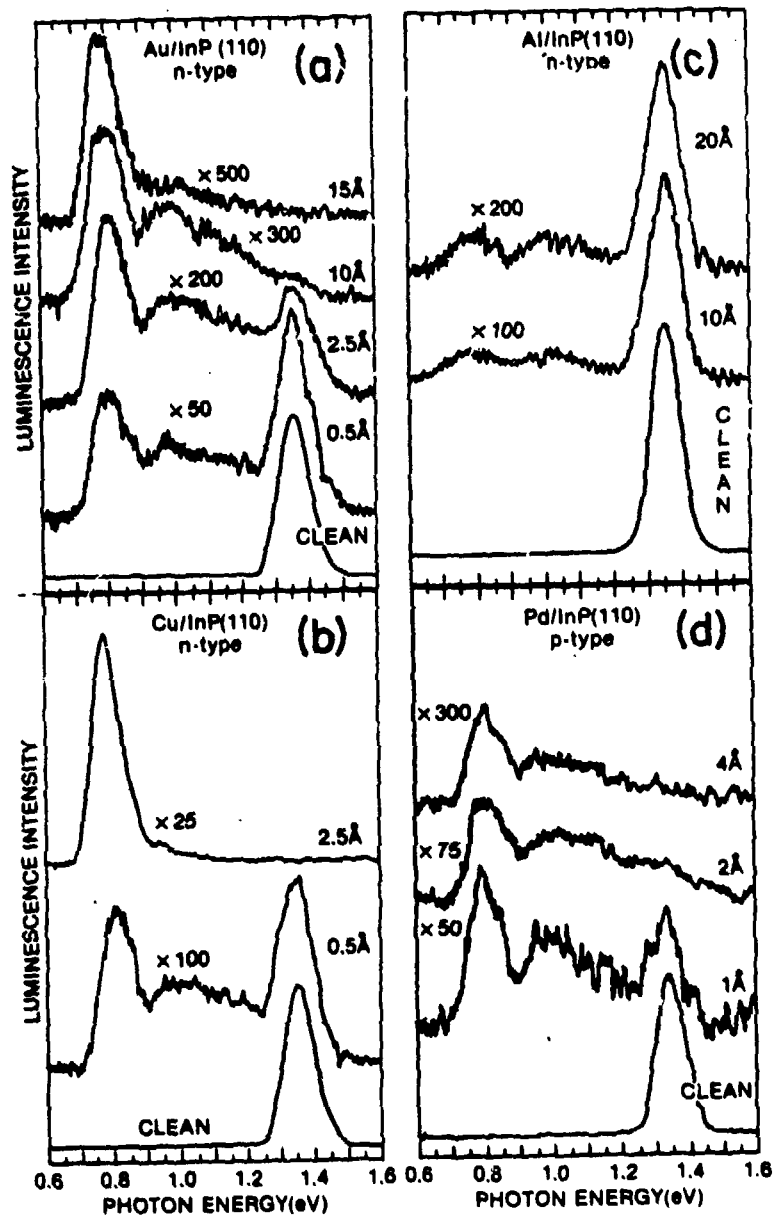 Au/InP (110)
n-type
(a)
LUMINESCENCE INTENSITY
× 500
15Å
× 300
10Å
× 200
2.5Å
× 50
0.5Å
CLEAN
Cu/InP(110)
n-type
(b)
LUMINESCENCE INTENSITY
× 25
2.5Å
× 100
0.5Å
CLEAN
0.6 0.8 1.0 1.2 1.4 1.6
PHOTON ENERGY(eV)
Al/InP(110)
n-type
(c)
20Å
× 200
10Å
× 100
CLEAN
Pd/InP(110)
p-type
(d)
× 300
4Å
× 75
2Å
× 50
1Å
CLEAN
0.6 0.8 1.0 1.2 1.4 1.6
PHOTON ENERGY(eV)